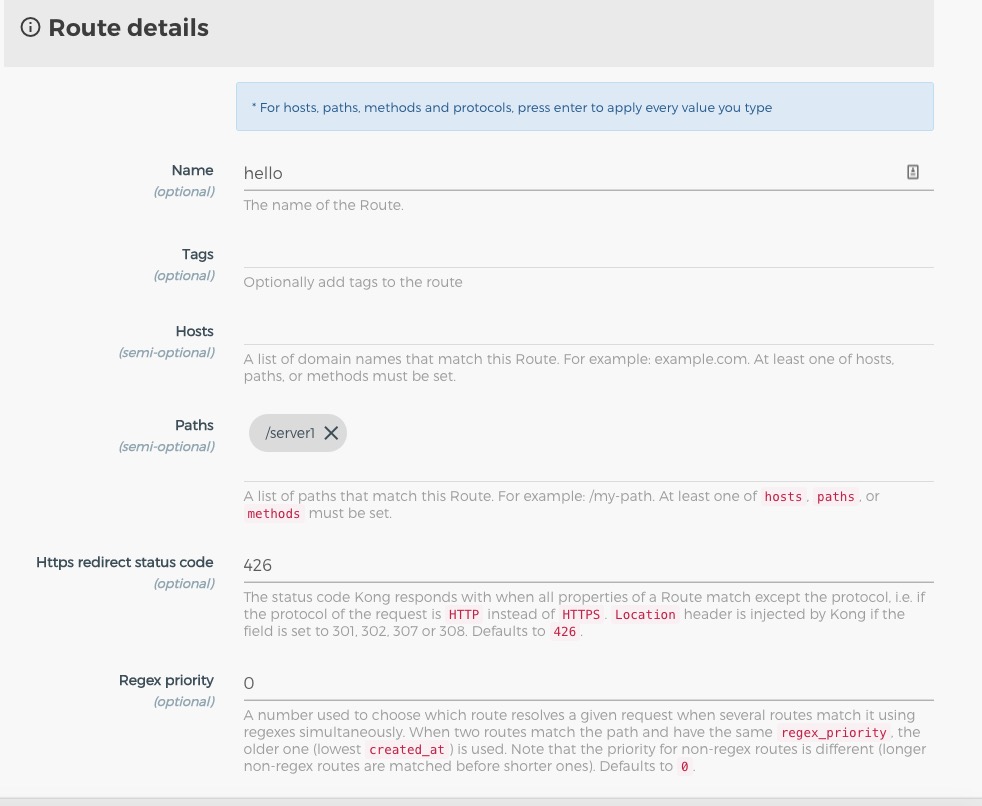 Route details
* For hosts, paths, methods and protocols, press enter to apply every value you type
Name
(optional)
hello
The name of the Route.
Tags
(optional)
Optionally add tags to the route
Hosts
(semi-optional)
A list of domain names that match this Route. For example: example.com. At least one of hosts,
paths, or methods must be set.
Paths
(semi-optional)
/server1
A list of paths that match this Route. For example: /my-path. At least one of hosts , paths , or
methods must be set.
Https redirect status code
(optional)
426
The status code Kong responds with when all properties of a Route match except the protocol, i.e. if
the protocol of the request is HTTP instead of HTTPS . Location header is injected by Kong if the
field is set to 301, 302, 307 or 308. Defaults to 426 .
Regex priority
(optional)
0
A number used to choose which route resolves a given request when several routes match it using
regexes simultaneously. When two routes match the path and have the same regex_priority , the
older one (lowest created_at ) is used. Note that the priority for non-regex routes is different (longer
non-regex routes are matched before shorter ones). Defaults to 0 .